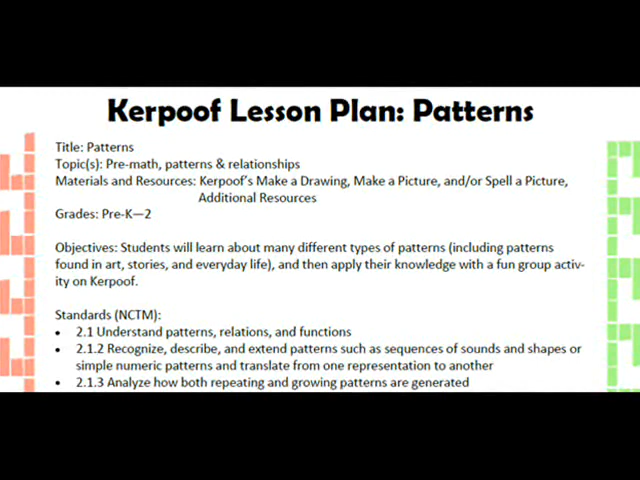 Kerpoof Lesson Plan: Patterns
Title: Patterns
Topic(s): Pre-math, patterns & relationships
Materials and Resources: Kerpoof's Make a Drawing, Make a Picture, and/or Spell a Picture,
Additional Resources
Grades: Pre-K—2
Objectives: Students will learn about many different types of patterns (including patterns
found in art, stories, and everyday life), and then apply their knowledge with a fun group activ-
ity on Kerpoof.
Standards (NCTM):
• 2.1 Understand patterns, relations, and functions
• 2.1.2 Recognize, describe, and extend patterns such as sequences of sounds and shapes or
simple numeric patterns and translate from one representation to another
• 2.1.3 Analyze how both repeating and growing patterns are generated